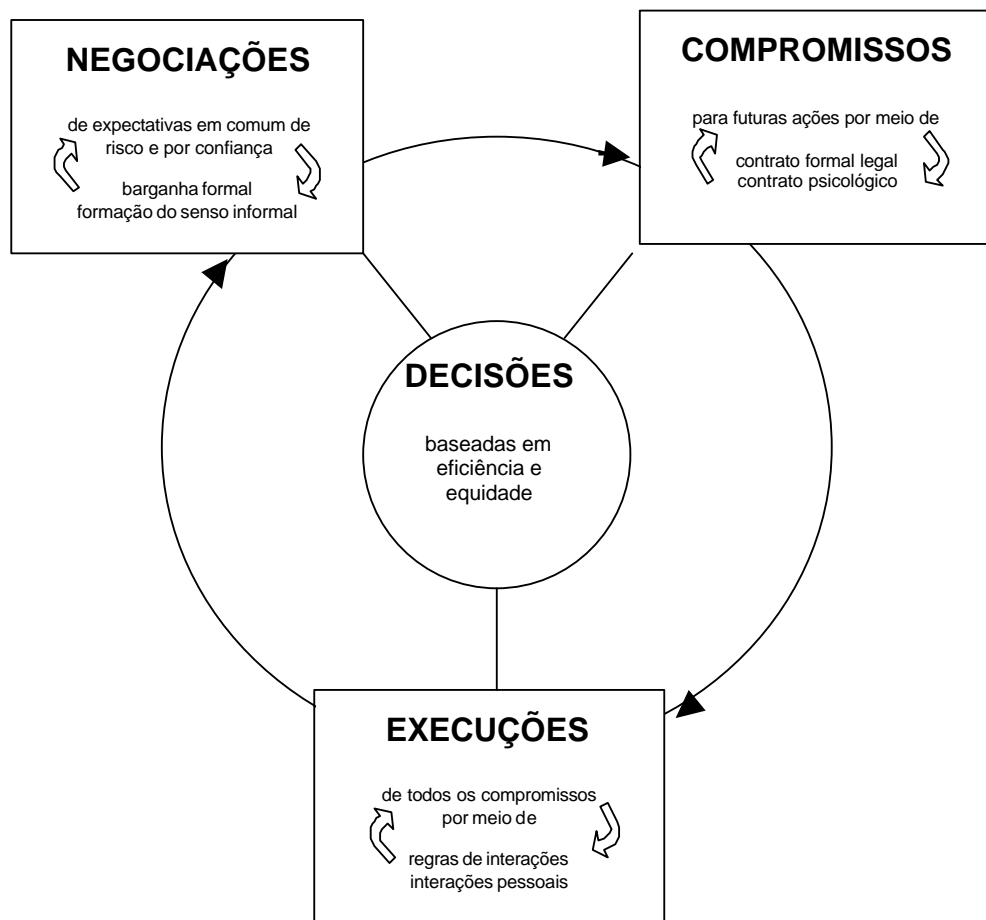 NEGOCIAÇÕES
de expectativas em comum de
risco e por confiança
barganha formal
formação do senso informal
COMPROMISSOS
para futuras ações por meio de
contrato formal legal
contrato psicológico
DECISÕES
baseadas em
eficiência e
equidade
EXECUÇÕES
de todos os compromissos
por meio de
regras de interações
interações pessoais